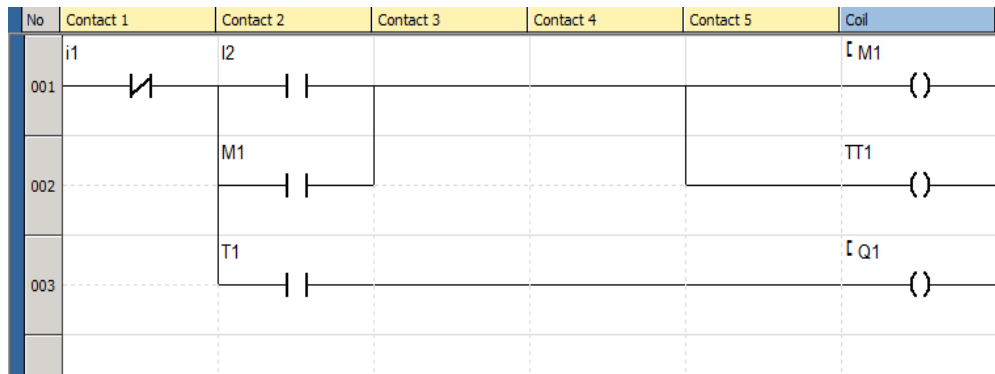 No Contact 1 Contact 2 Contact 3 Contact 4 Contact 5 Coil
i1 I2 [ M1
001
M1 TT1
002
T1 [ Q1
003